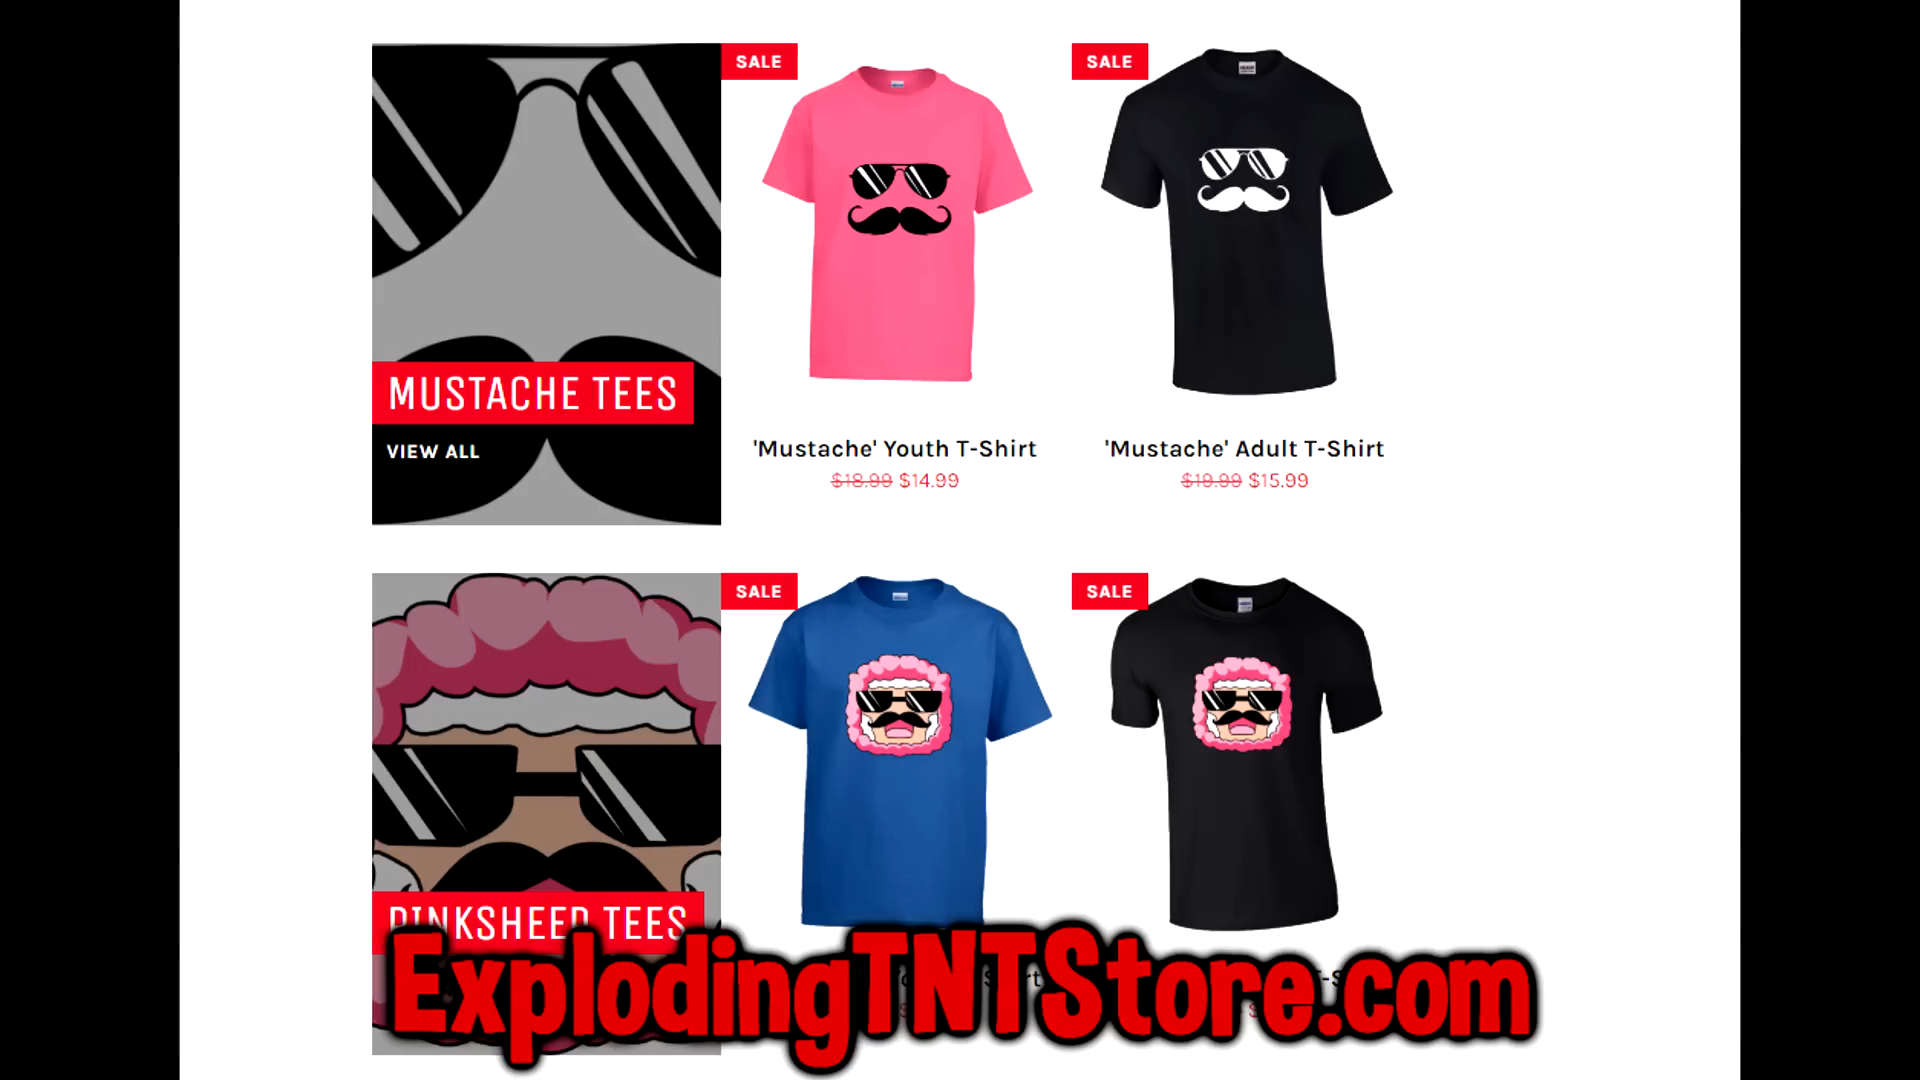 SALE
SALE
MUSTACHE TEES
VIEW ALL
'Mustache' Youth T-Shirt
$18.99 $14.99
'Mustache' Adult T-Shirt
$19.99 $15.99
SALE
SALE
PINKSHEEP TEES
ExplodingTNTStore.com